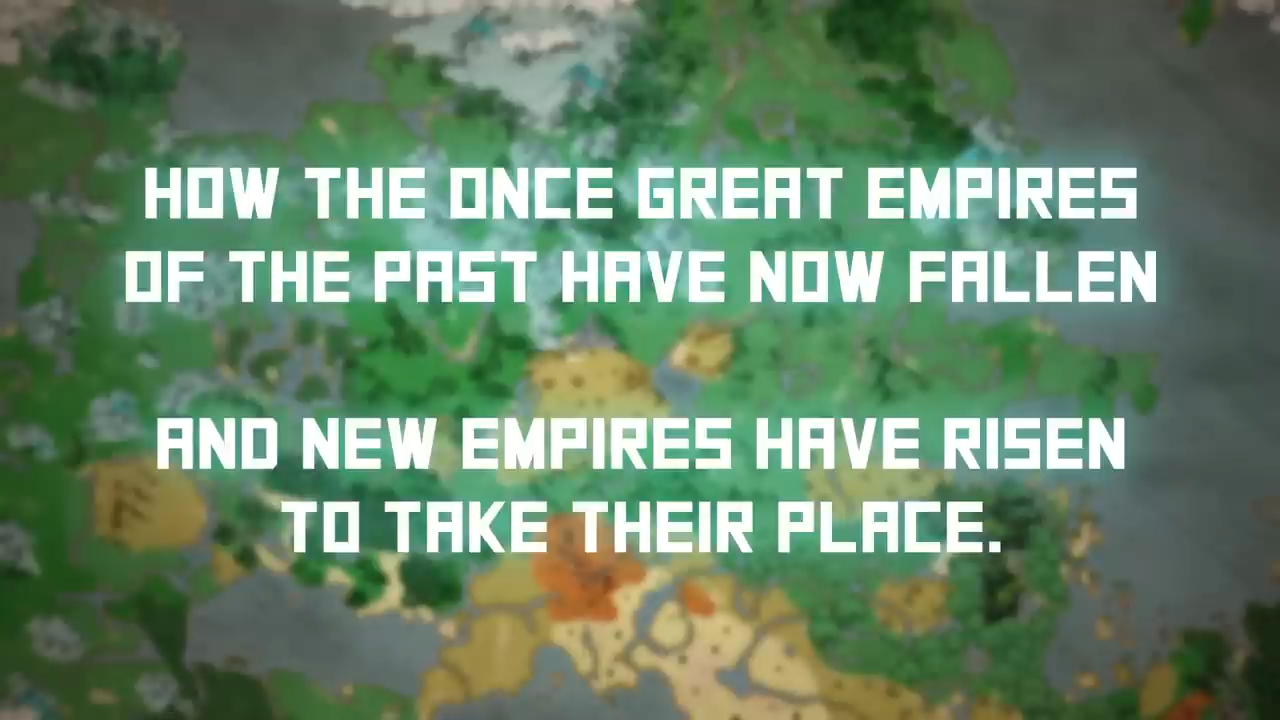 HOW THE ONCE GREAT EMPIRES
OF THE PAST HAVE NOW FALLEN
AND NEW EMPIRES HAVE RISEN
TO TAKE THEIR PLACE.